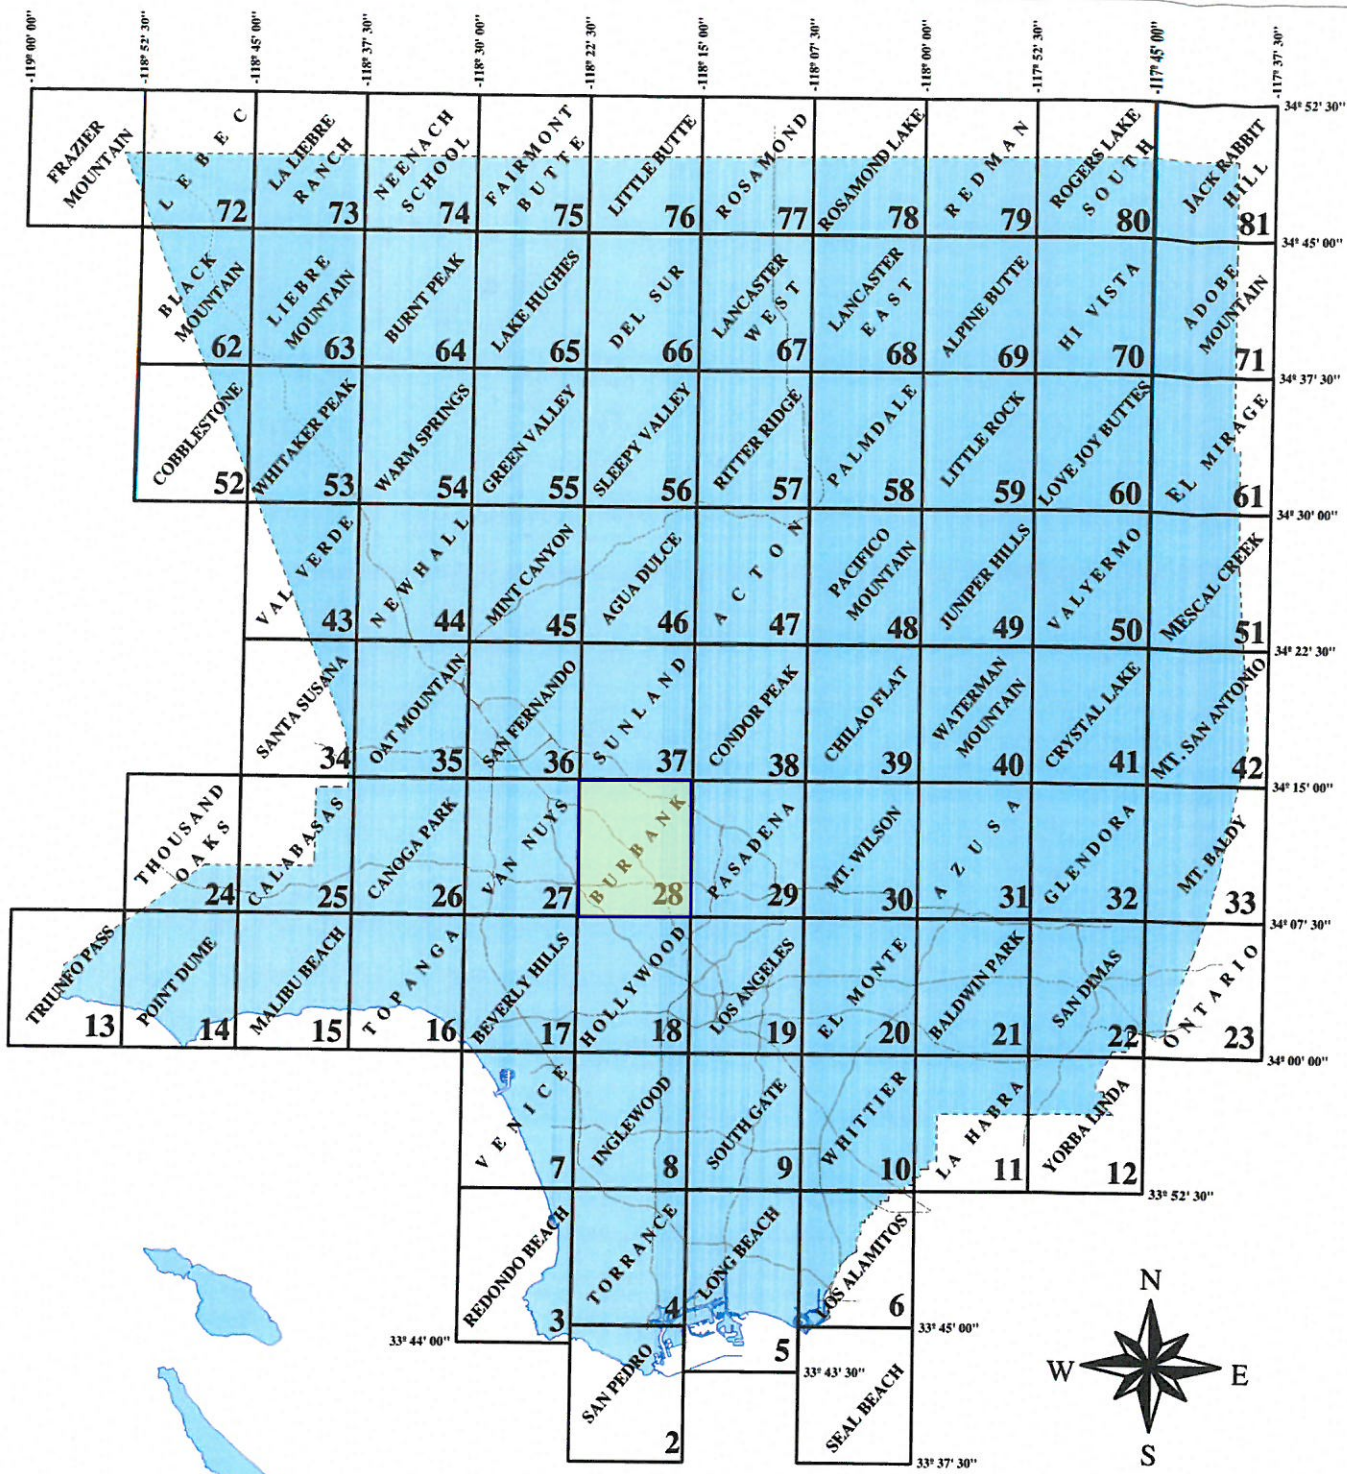 -119° 00' 00"
-118° 52' 30"
-118° 45' 00"
-118° 37' 30"
-118° 30' 00"
-118° 22' 30"
-118° 15' 00"
-118° 07' 30"
-118° 00' 00"
-117° 52' 30"
-117° 45' 00"
-117° 37' 30"
34° 52' 30"
FRAZIER
MOUNTAIN
LEBEC
72
LA LIEBRE
RANCH
73
NEENACH
SCHOOL
74
FAIRMONT
BUTTE
75
LITTLE BUTTE
76
ROSAMOND
77
ROSAMOND LAKE
78
REDMAN
79
ROGERS LAKE
SOUTH
80
JACK RABBIT
HILL
81
34° 45' 00"
BLACK
MOUNTAIN
62
LIEBRE
MOUNTAIN
63
BURNT PEAK
64
LAKE HUGHES
65
DEL SUR
66
LANCASTER
WEST
67
LANCASTER
EAST
68
ALPINE BUTTE
69
HI VISTA
70
ADOBE
MOUNTAIN
71
34° 37' 30"
COBBLESTONE
52
WHITAKER PEAK
53
WARM SPRINGS
54
GREEN VALLEY
55
SLEEPY VALLEY
56
RITTER RIDGE
57
PALMDALE
58
LITTLE ROCK
59
LOVE JOY BUTTES
60
EL MIRAGE
61
34° 30' 00"
VAL VERDE
43
NEWHALL
44
MINT CANYON
45
AGUA DULCE
46
ACTON
47
PACIFICO
MOUNTAIN
48
JUNIPER HILLS
49
VALYERMO
50
MESCAL CREEK
51
34° 22' 30"
SANTA SUSANA
34
OAT MOUNTAIN
35
SAN FERNANDO
36
SUNLAND
37
CONDOR PEAK
38
CHILAO FLAT
39
WATERMAN
MOUNTAIN
40
CRYSTAL LAKE
41
MT. SAN ANTONIO
42
34° 15' 00"
THOUSAND
OAKS
24
CALABASAS
25
CANOGA PARK
26
VAN NUYS
27
BURBANK
28
PASADENA
29
MT. WILSON
30
AZUSA
31
GLENDORA
32
MT. BALDY
33
34° 07' 30"
TRIUNFO PASS
13
POINT DUME
14
MALIBU BEACH
15
TOPANGA
16
BEVERLY HILLS
17
HOLLYWOOD
18
LOS ANGELES
19
EL MONTE
20
BALDWIN PARK
21
SAN DIMAS
22
ONTARIO
23
34° 00' 00"
VENICE
7
INGLEWOOD
8
SOUTH GATE
9
WHITTIER
10
LA HABRA
11
YORBA LINDA
12
33° 52' 30"
REDONDO BEACH
3
TORRANCE
4
LONG BEACH
5
LOS ALAMITOS
6
33° 44' 00"
33° 45' 00"
33° 43' 30"
SAN PEDRO
2
SEAL BEACH
33° 37' 30"
N
W
E
S